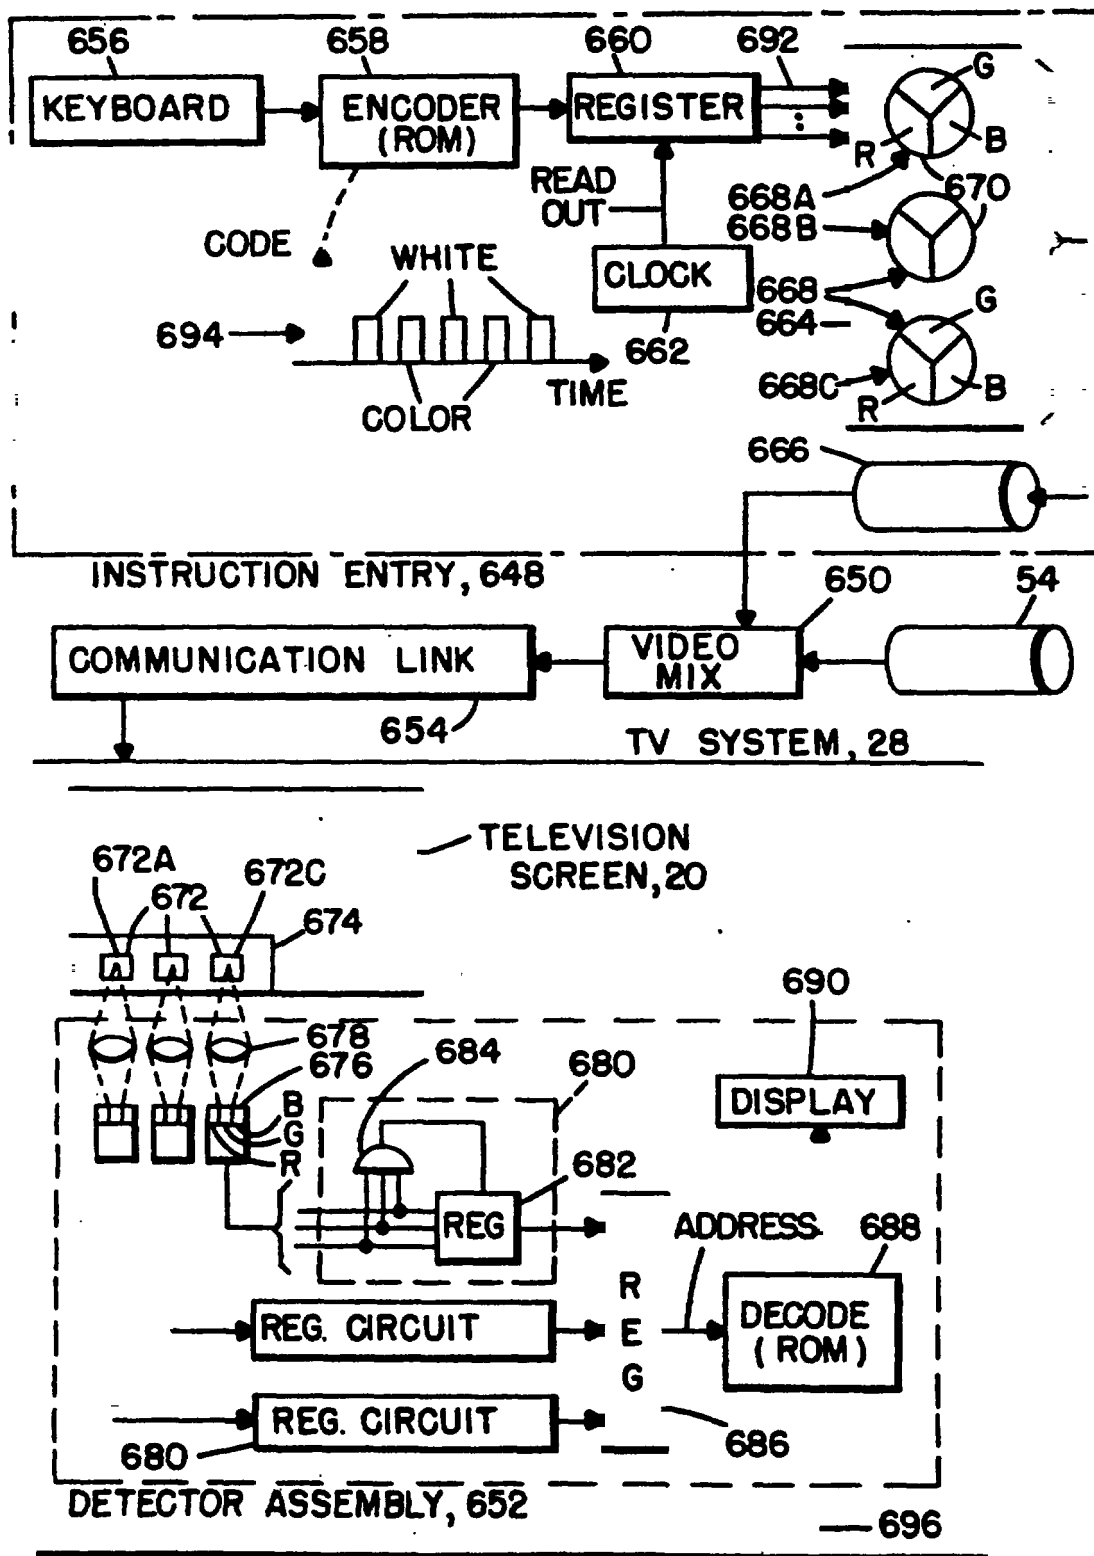 656
658
660
692
KEYBOARD
ENCODER
(ROM)
REGISTER
G
R
B
READ
OUT
668A
670
668B
CODE
WHITE
CLOCK
668
G
694
664
662
TIME
668C
B
R
COLOR
666
INSTRUCTION ENTRY, 648
650
54
COMMUNICATION LINK
VIDEO
MIX
654
TV SYSTEM, 28
TELEVISION
SCREEN, 20
672A
672C
672
674
690
678
684
676
680
DISPLAY
B
G
R
682
REG
ADDRESS
688
R
E
G
DECODE
(ROM)
REG. CIRCUIT
REG. CIRCUIT
686
680
DETECTOR ASSEMBLY, 652
696